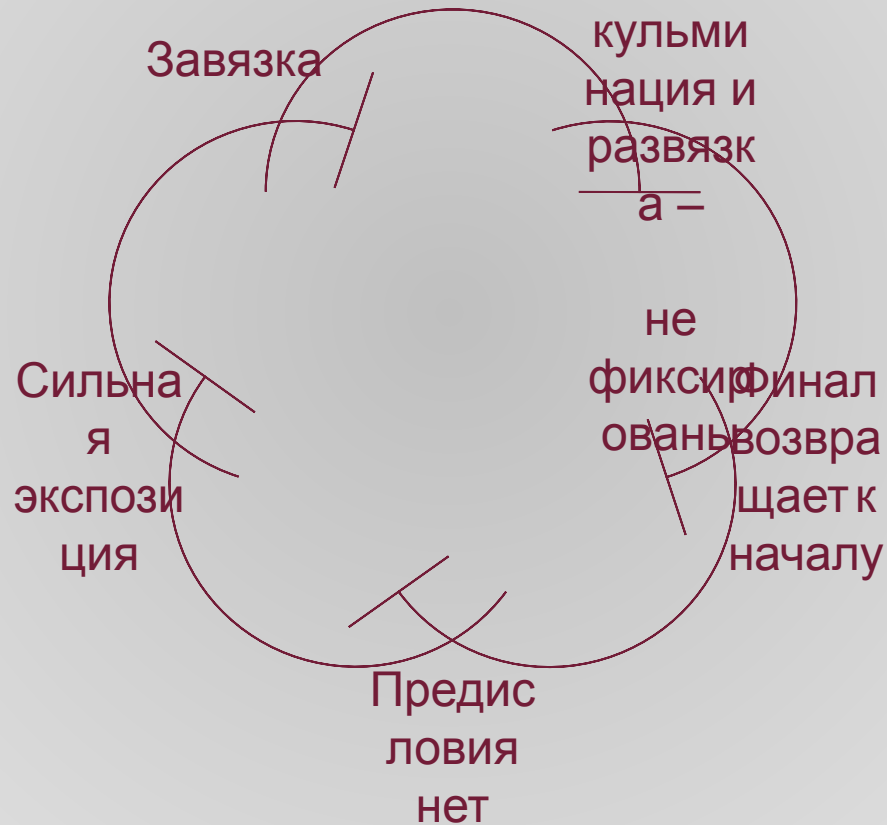 Завязка
кульми
нация и
развязк
а –
не
фиксир
ованы
Финал
возвра
щает к
началу
Сильна
я
экспози
ция
Предис
ловия
нет